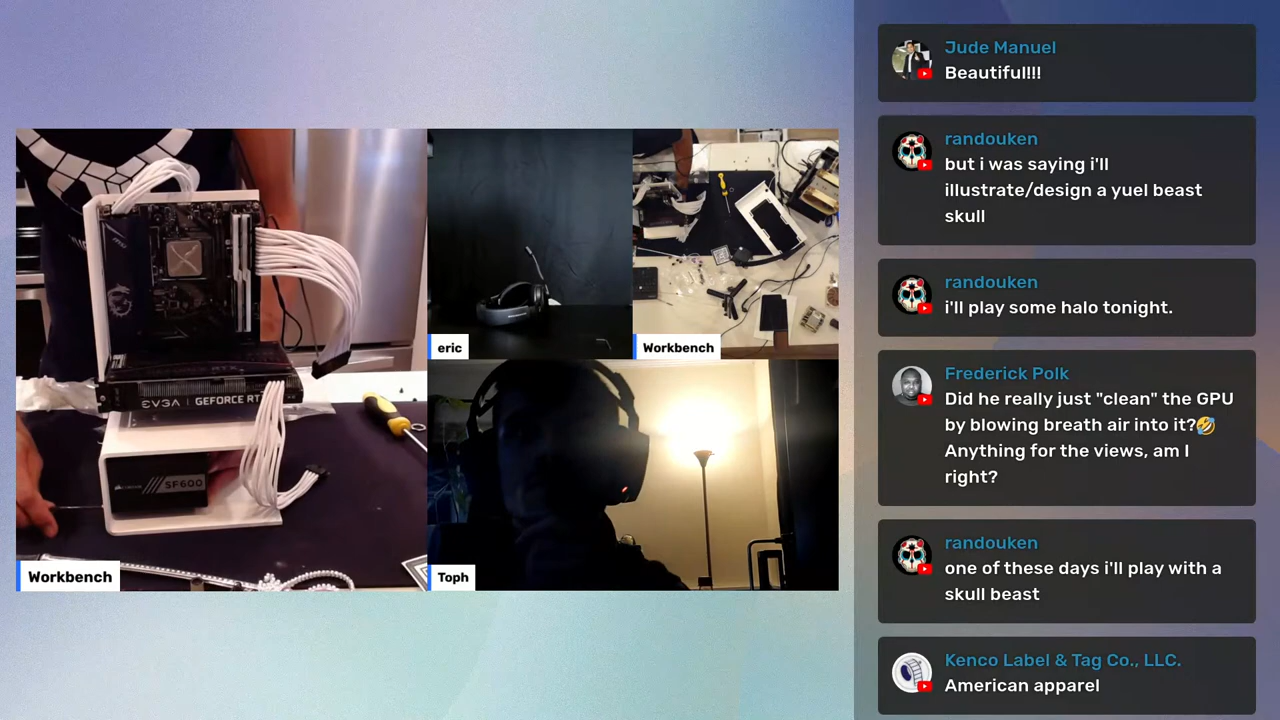 EVGA | GEFORCE RT
SF600
Workbench
eric
Workbench
Toph
Jude Manuel
Beautiful!!!
randouken
but i was saying i'll
illustrate/design a yuel beast
skull
randouken
i'll play some halo tonight.
Frederick Polk
Did he really just "clean" the GPU
by blowing breath air into it?🤣
Anything for the views, am I
right?
randouken
one of these days i'll play with a
skull beast
Kenco Label & Tag Co., LLC.
American apparel